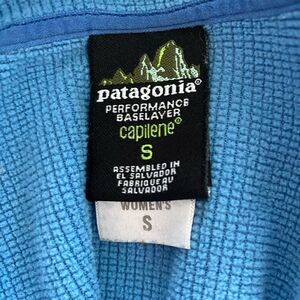 patagonia®
PERFORMANCE
BASELAYER
capilene®
S
ASSEMBLED IN
EL SALVADOR
FABRIQUÉ AU
SALVADOR
WOMEN'S
S